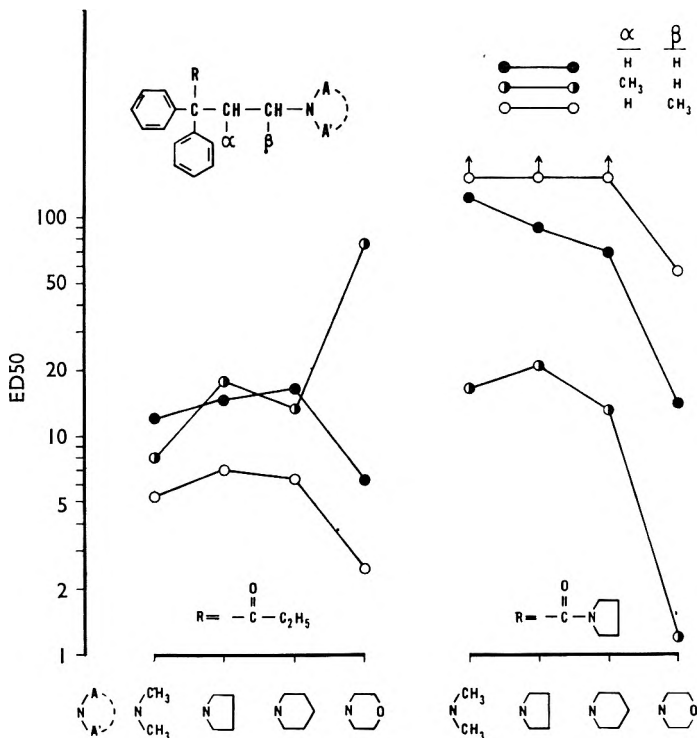 α β
H H
CH3 H
H CH3
R
C CH CH N
A
A'
α β
100
50
20
10
5
2
1
ED50
O
R= C C2H5
O
R= C N
A
N
A'
CH3
N
CH3
N
N
N O
CH3
N
CH3
N
N
N O